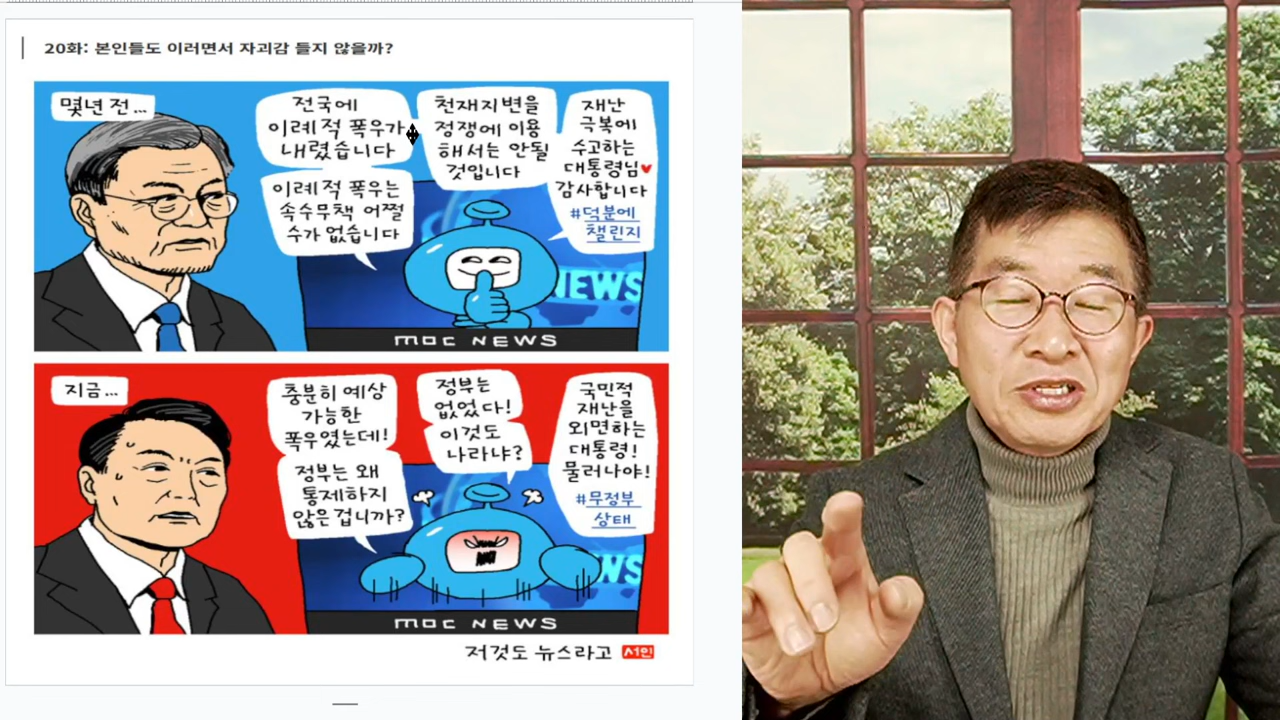 20화: 본인들도 이러면서 자괴감 들지 않을까?
몇년 전...
전국에
이례적 폭우가
내렸습니다
이례적 폭우는
속수무책 어쩔
수가 없습니다
천재지변을
정쟁에 이용
해서는 안될
것입니다
재난
극복에
수고하는
대통령님♥
감사합니다
#덕분에
챌린지
NEWS
MOC NEWS
지금...
충분히 예상
가능한
폭우였는데!
정부는 왜
통제하지
않은겁니까?
정부는
없었다!
이것도
나라냐?
국민적
재난을
외면하는
대통령!
물러나야!
#무정부
상태
WS
MOC NEWS
저것도 뉴스라고 서인